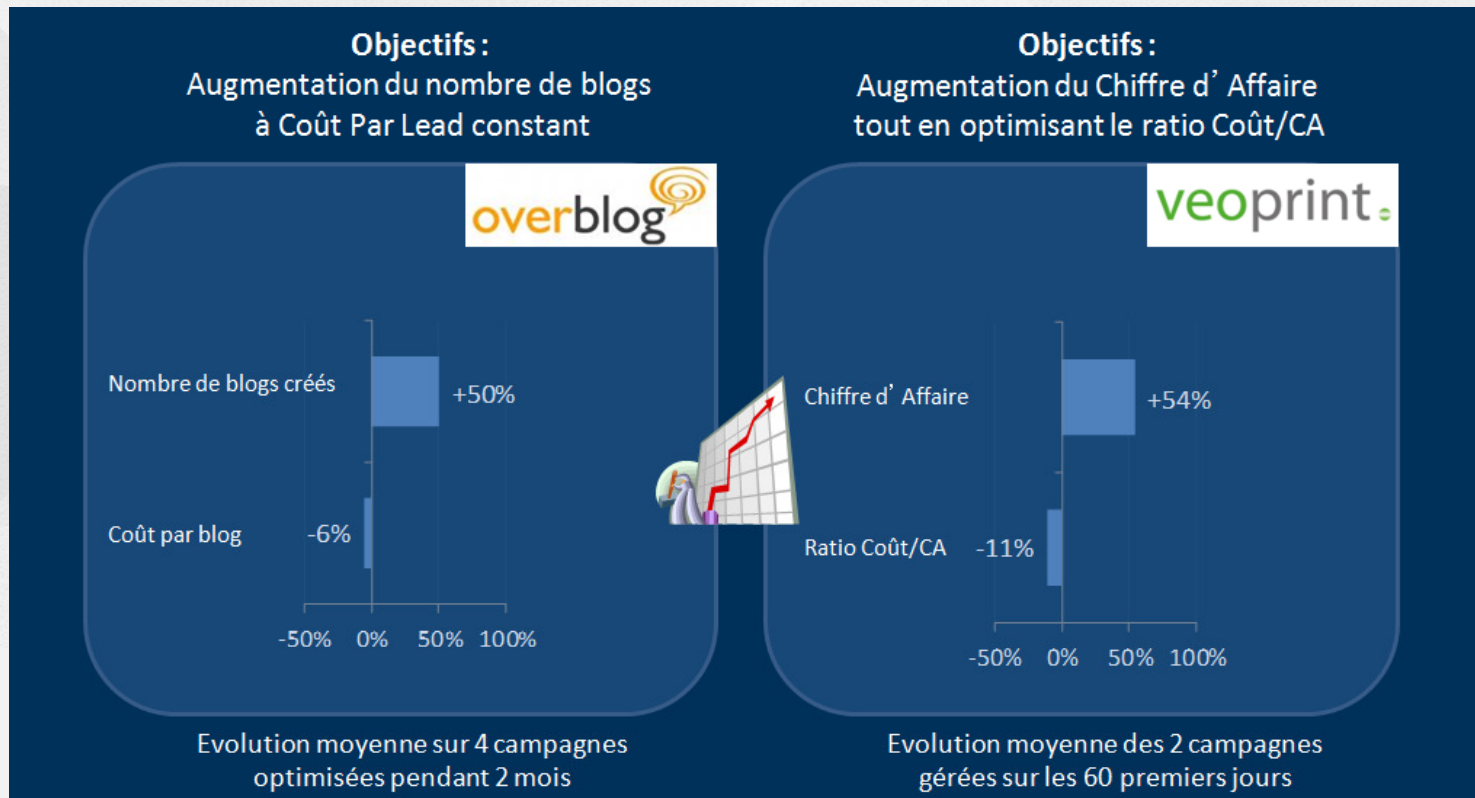 Objectifs :
Augmentation du nombre de blogs
à Coût Par Lead constant
overblog
Nombre de blogs créés
+50%
Coût par blog
-6%
-50% 0% 50% 100%
Evolution moyenne sur 4 campagnes
optimisées pendant 2 mois
Objectifs :
Augmentation du Chiffre d’ Affaire
tout en optimisant le ratio Coût/CA
veoprint
Chiffre d’ Affaire
+54%
Ratio Coût/CA
-11%
-50% 0% 50% 100%
Evolution moyenne des 2 campagnes
gérées sur les 60 premiers jours